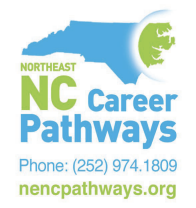 NORTHEAST
NC Career
Pathways
Phone: (252) 974.1809
nencpathways.org